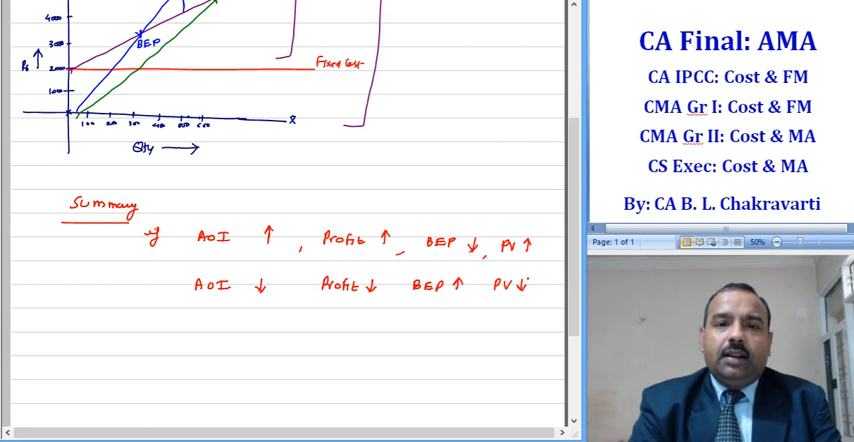 4000
3000
BEP
Rs
2000
Fixed Cost
1000
100 200 300 400 500 600
X
Qty
Summary
if AOI ↑, Profit ↑, BEP ↓, PV ↑
AOI ↓ Profit ↓ BEP ↑ PV ↓
CA Final: AMA
CA IPCC: Cost & FM
CMA Gr I: Cost & FM
CMA Gr II: Cost & MA
CS Exec: Cost & MA
By: CA B. L. Chakravarti
Page: 1 of 1
50%